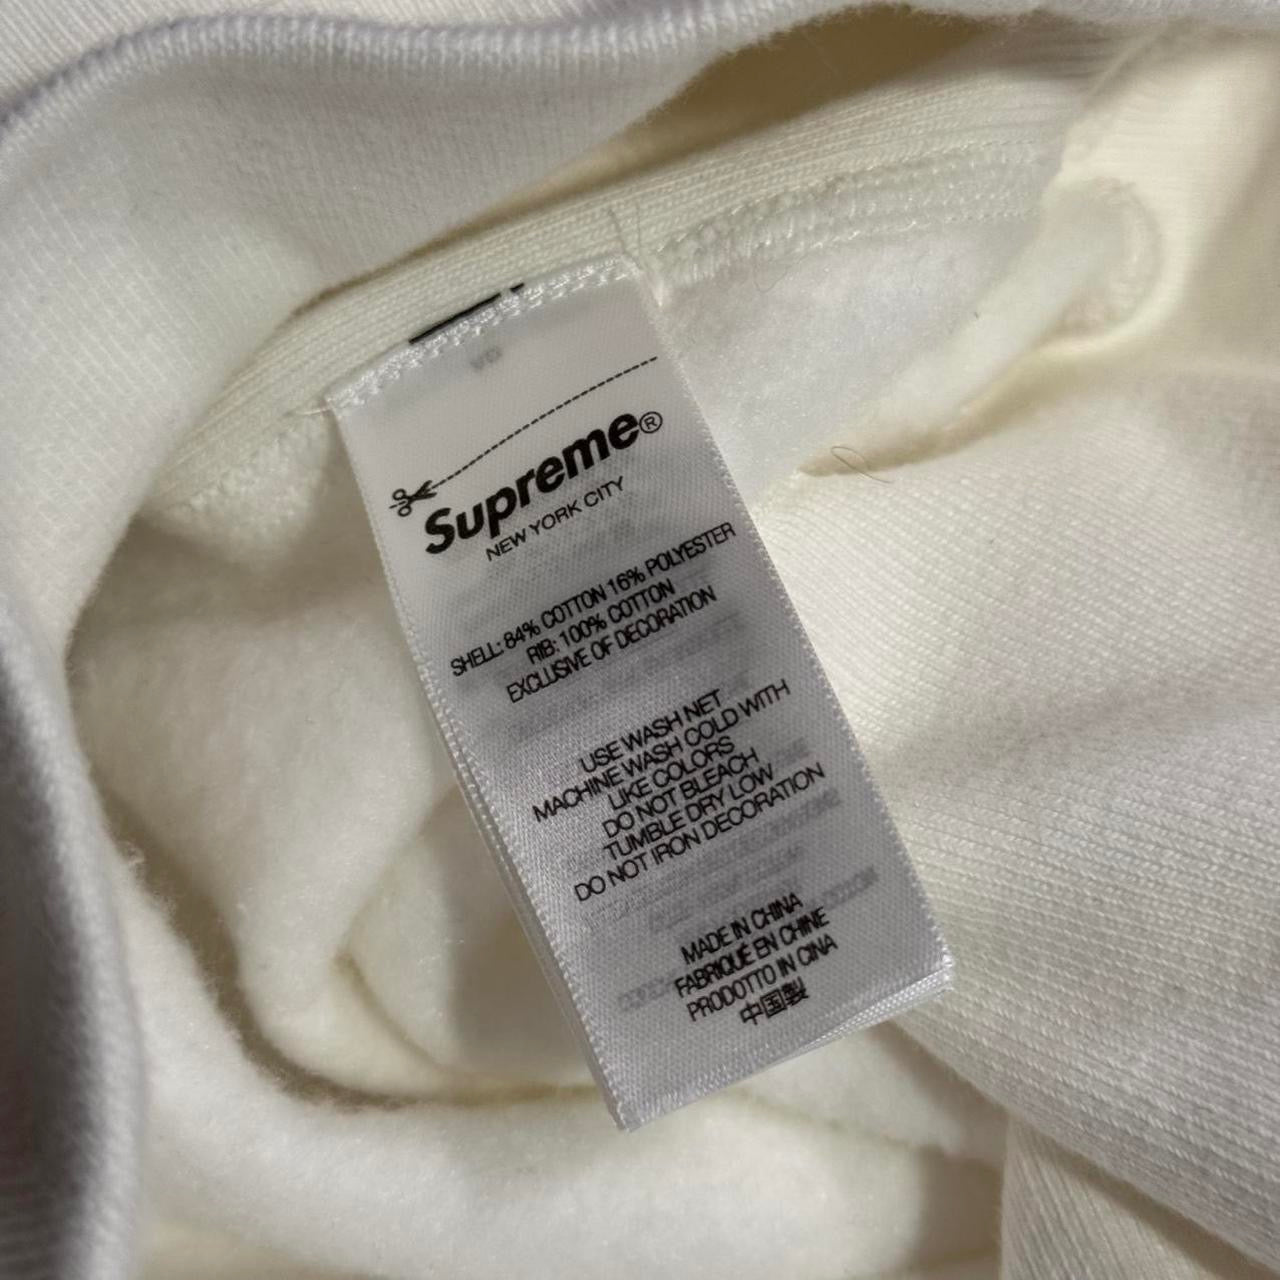 Supreme®
NEW YORK CITY
SHELL: 84% COTTON 16% POLYESTER
RIB: 100% COTTON
EXCLUSIVE OF DECORATION
USE WASH NET
MACHINE WASH COLD WITH
LIKE COLORS
DO NOT BLEACH
TUMBLE DRY LOW
DO NOT IRON DECORATION
MADE IN CHINA
FABRIQUÉ EN CHINE
PRODOTTO IN CINA
中国製